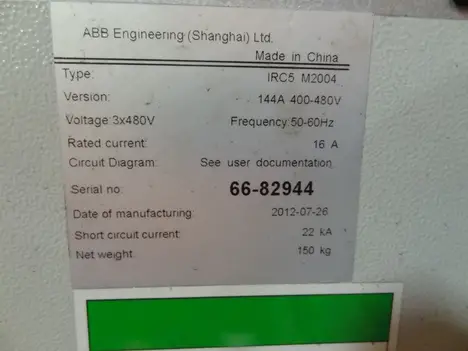 ABB Engineering (Shanghai) Ltd.
Made in China
Type: IRC5 M2004
Version: 144A 400-480V
Voltage: 3x480V Frequency: 50-60Hz
Rated current: 16 A
Circuit Diagram: See user documentation
Serial no: 66-82944
Date of manufacturing: 2012-07-26
Short circuit current: 22 kA
Net weight: 150 kg